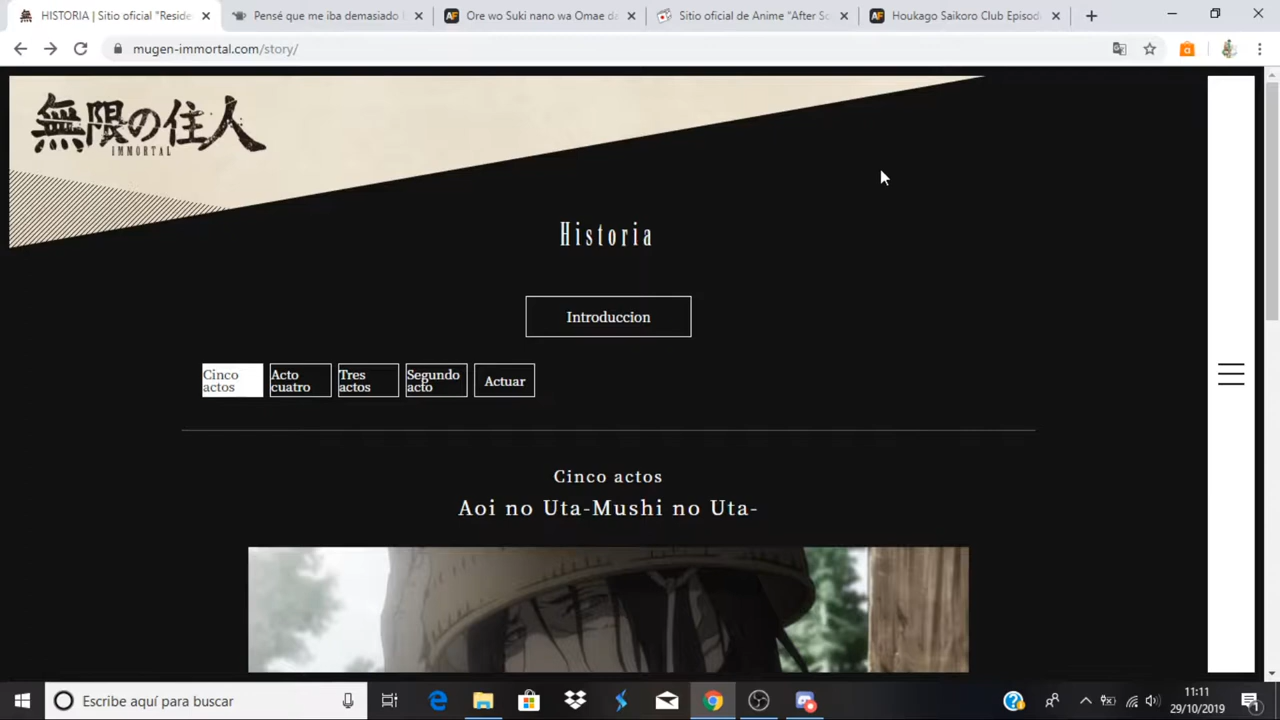 HISTORIA | Sitio oficial "Reside
Pensé que me iba demasiado l
Ore wo Suki nano wa Omae da
Sitio oficial de Anime "After Sc
Houkago Saikoro Club Episod
mugen-immortal.com/story/
無限の住人
IMMORTAL
Historia
Introduccion
Cinco
actos
Acto
cuatro
Tres
actos
Segundo
acto
Actuar
Cinco actos
Aoi no Uta-Mushi no Uta-
Escribe aquí para buscar
11:11
29/10/2019
1